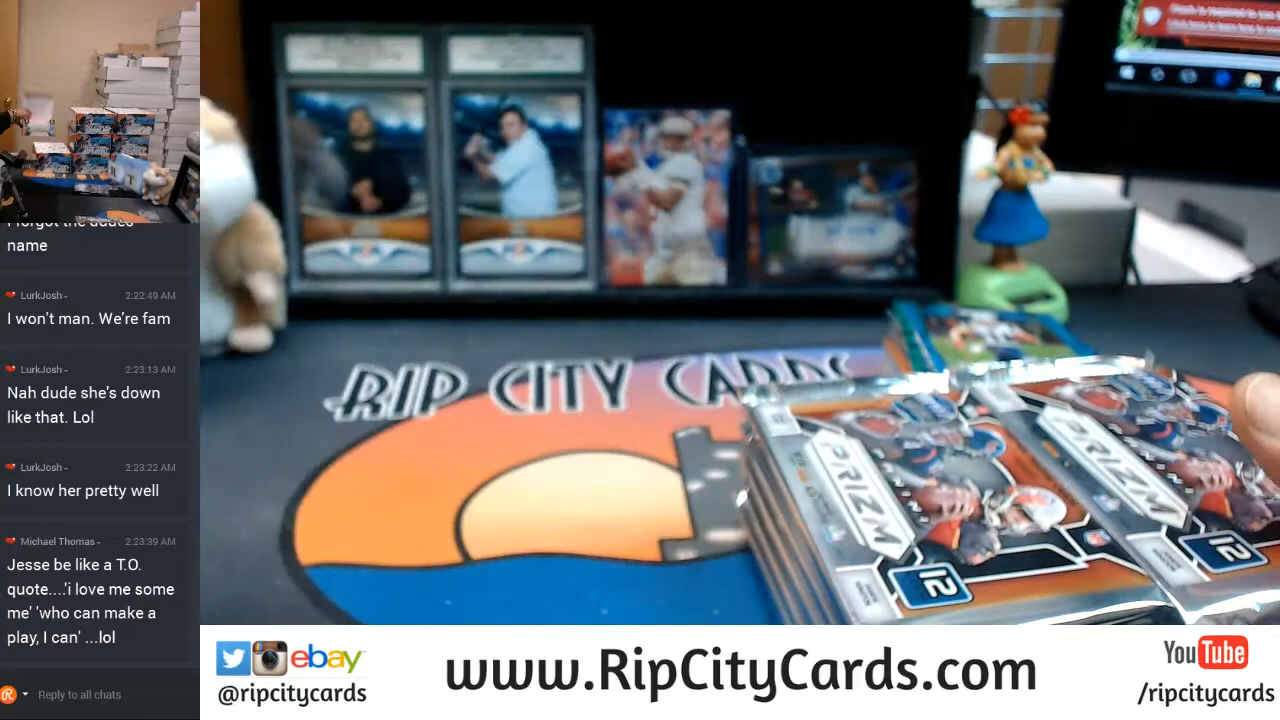 I forgot the dudes
name
LurkJosh -
2:22:49 AM
I won't man. We're fam
LurkJosh -
2:23:13 AM
Nah dude she's down
like that. Lol
LurkJosh -
2:23:22 AM
I know her pretty well
Michael Thomas -
2:23:39 AM
Jesse be like a T.O.
quote....'i love me some
me' 'who can make a
play, I can' ...lol
Reply to all chats
RIP CITY CARDS
PRIZM
12
PRIZM
12
ebay
@ripcitycards
www.RipCityCards.com
YouTube
/ripcitycards